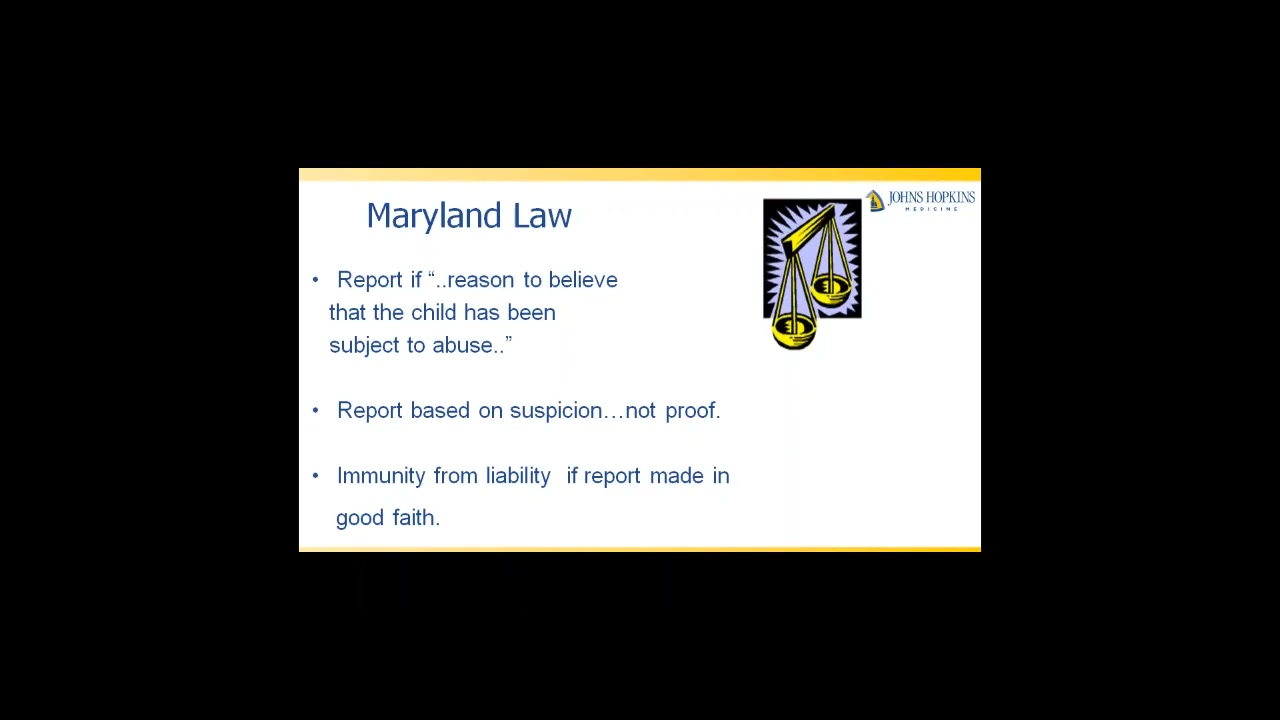 JOHNS HOPKINS
MEDICINE
Maryland Law
• Report if “..reason to believe
that the child has been
subject to abuse..”
• Report based on suspicion…not proof.
• Immunity from liability if report made in
good faith.